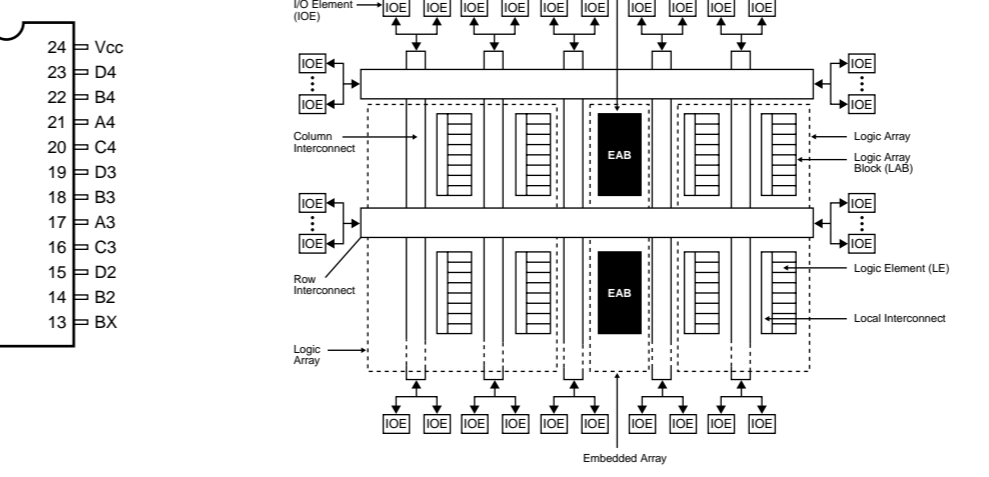 24 Vcc
23 D4
22 B4
21 A4
20 C4
19 D3
18 B3
17 A3
16 C3
15 D2
14 B2
13 BX
I/O Element
(IOE)
IOE IOE IOE IOE IOE IOE IOE IOE IOE IOE
IOE IOE
IOE IOE
Column
Interconnect
EAB
Logic Array
Logic Array
Block (LAB)
IOE IOE
IOE IOE
Row
Interconnect
EAB
Logic Element (LE)
Local Interconnect
Logic
Array
IOE IOE IOE IOE IOE IOE IOE IOE IOE IOE
Embedded Array